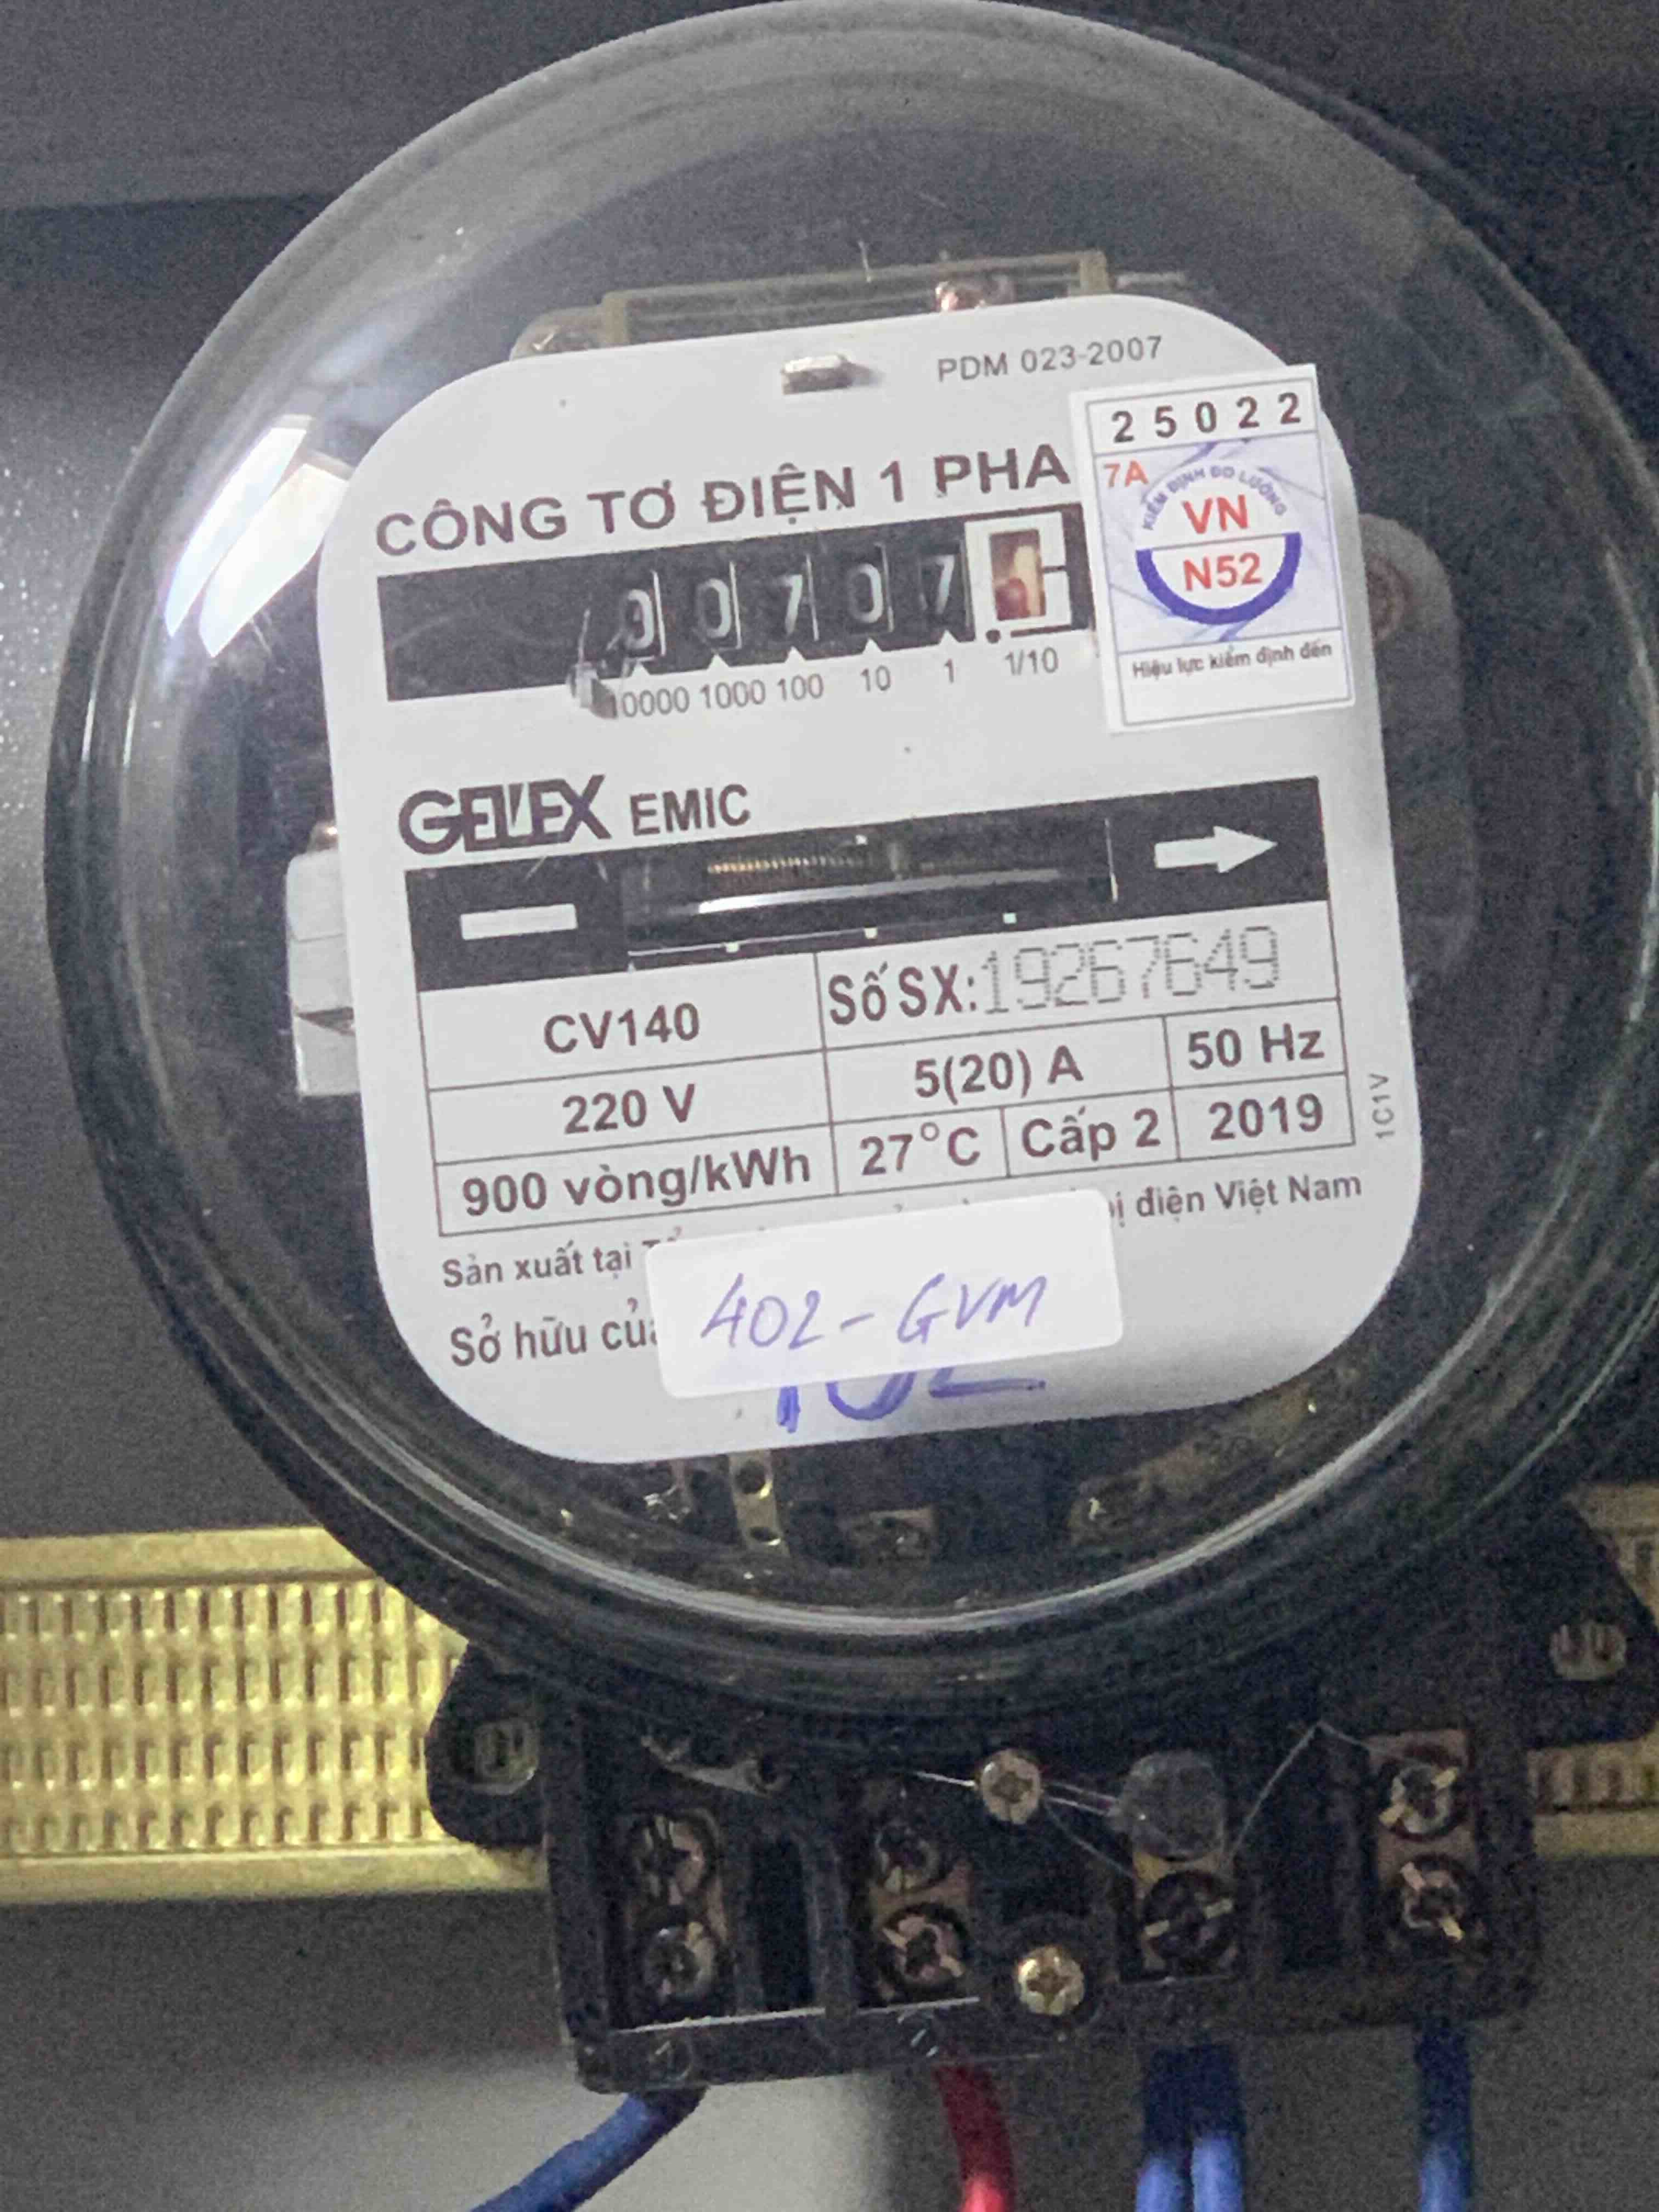 PDM 023-2007
25022
7A
KIỂM ĐỊNH ĐO LƯỜNG
VN
N52
Hiệu lực kiểm định đến
CÔNG TƠ ĐIỆN 1 PHA
0707
10000 1000 100 10 1 1/10
GELEX EMIC
CV140 Số SX: 19267649
220 V 5(20) A 50 Hz
900 vòng/kWh 27°C Cấp 2 2019
1C1V
Sản xuất tại bị điện Việt Nam
Sở hữu của
402 - GVM